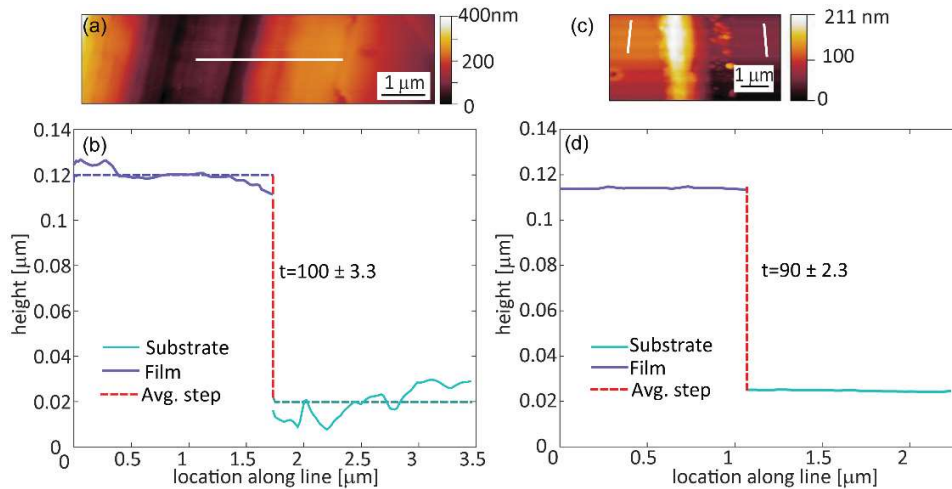 (a)
400nm
200
0
1 μm
(c)
211 nm
100
0
1 μm
(b)
0.14
0.12
0.1
0.08
0.06
0.04
0.02
0
height [μm]
t=100 ± 3.3
Substrate
Film
Avg. step
0
0.5
1
1.5
2
2.5
3
3.5
location along line [μm]
(d)
0.14
0.12
0.1
0.08
0.06
0.04
0.02
0
height [μm]
t=90 ± 2.3
Substrate
Film
Avg. step
0
0.5
1
1.5
2
location along line [μm]